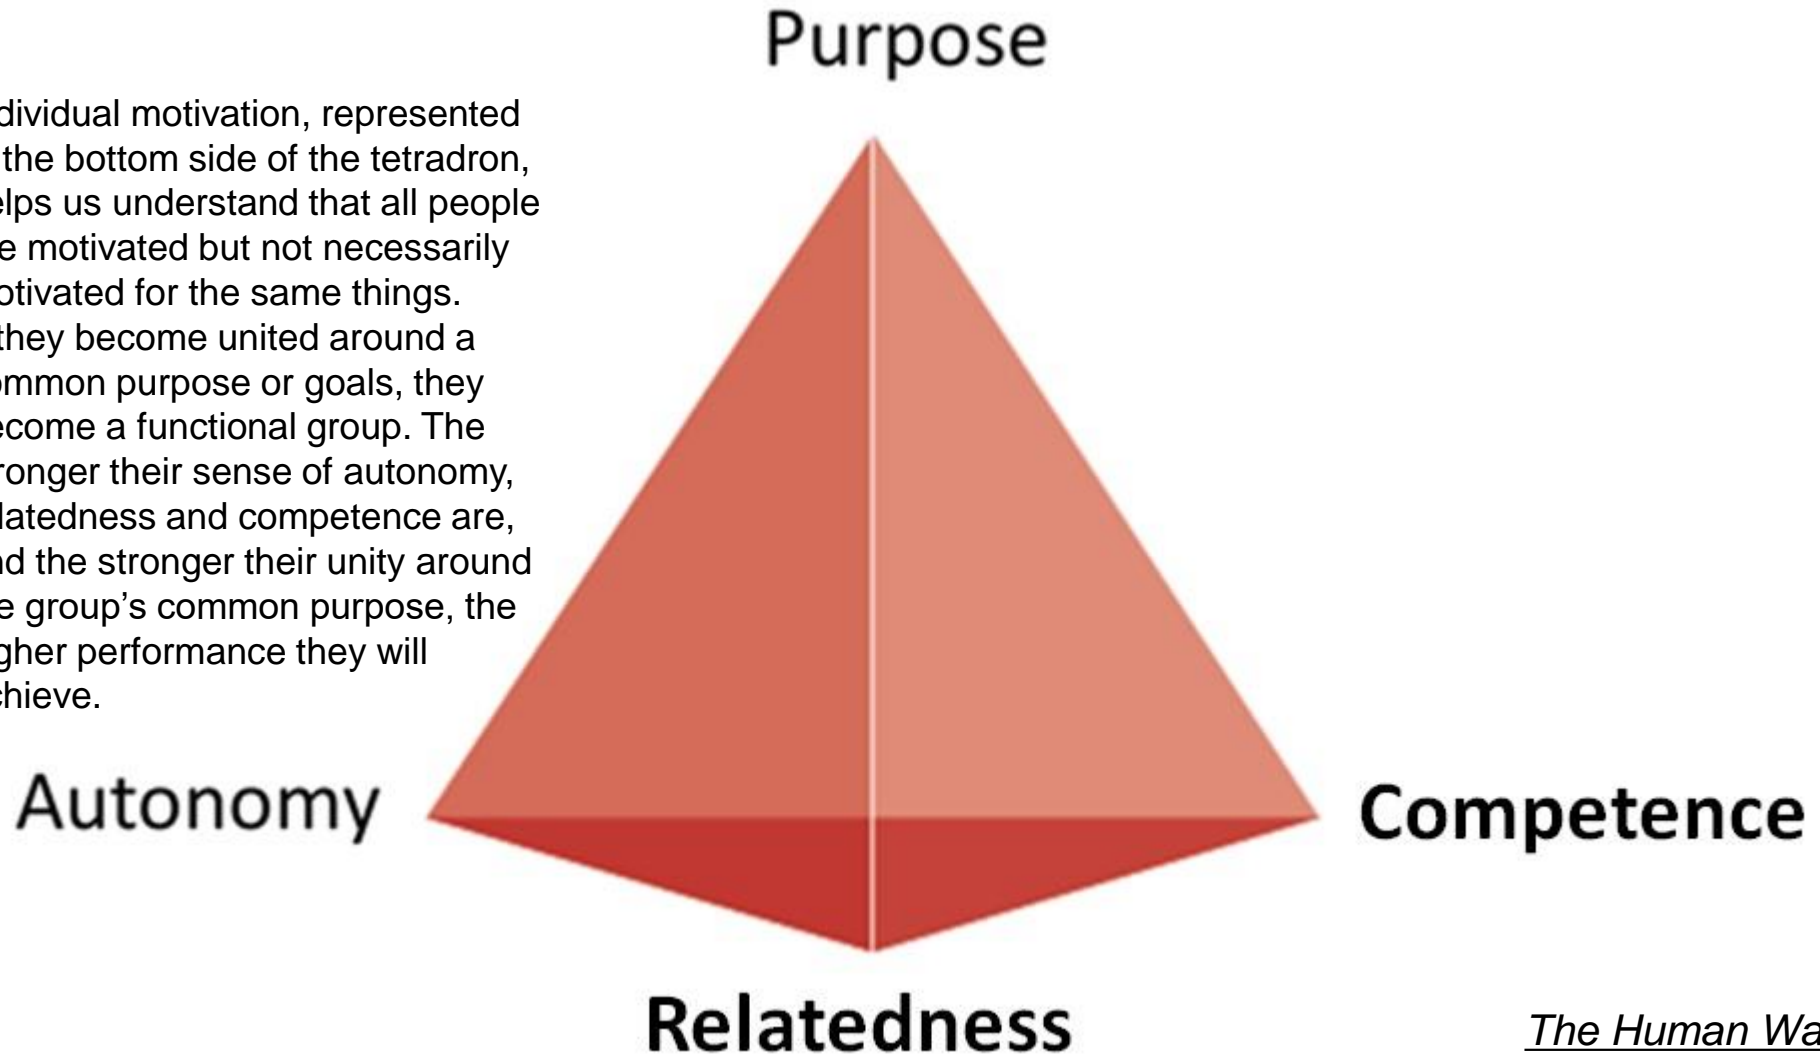 Purpose
dividual motivation, represented
the bottom side of the tetradron,
elps us understand that all people
e motivated but not necessarily
otivated for the same things.
they become united around a
ommon purpose or goals, they
ecome a functional group. The
ronger their sense of autonomy,
latedness and competence are,
nd the stronger their unity around
e group’s common purpose, the
gher performance they will
chieve.
Autonomy
Competence
Relatedness
The Human Wa